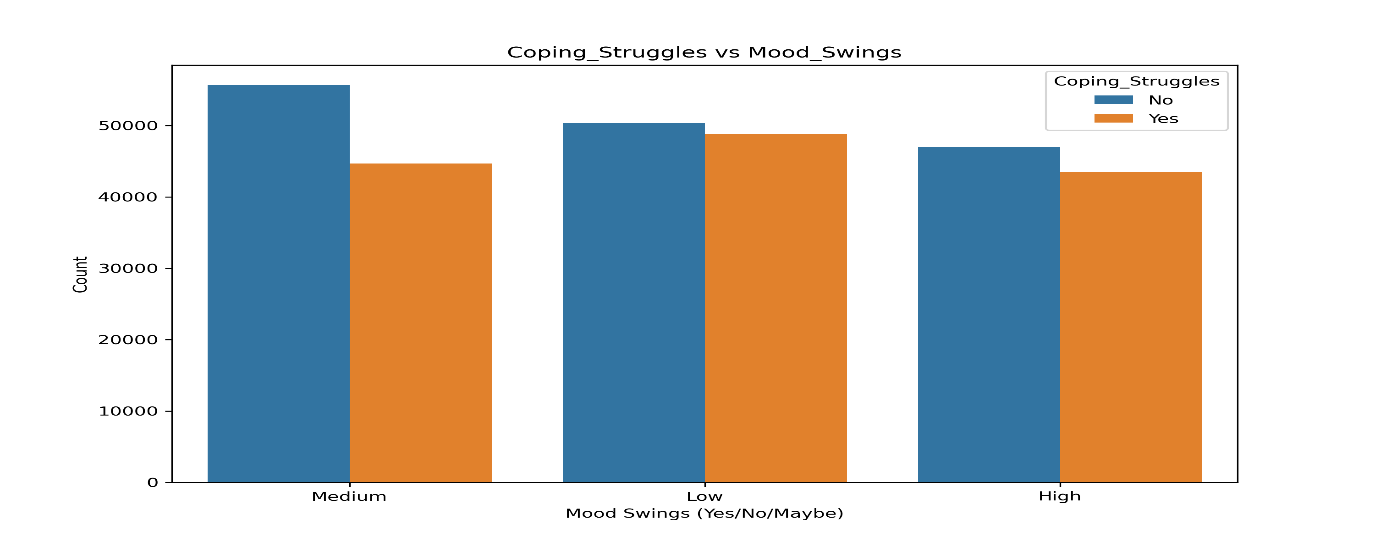 Coping_Struggles vs Mood_Swings
Coping_Struggles
No
Yes
50000
40000
30000
20000
10000
0
Count
Medium
Low
High
Mood Swings (Yes/No/Maybe)